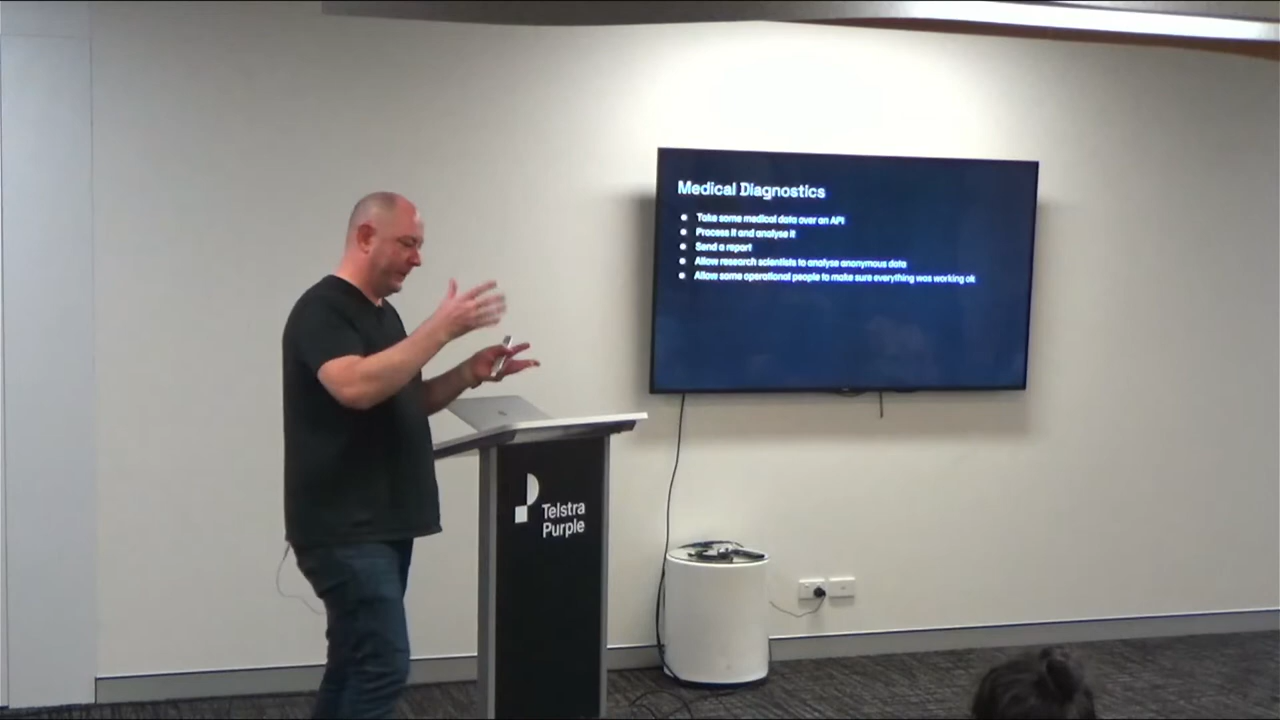 Medical Diagnostics
● Take some medical data over an API
● Process it and analyse it
● Send a report
● Allow research scientists to analyse anonymous data
● Allow some operational people to make sure everything was working ok
Telstra
Purple